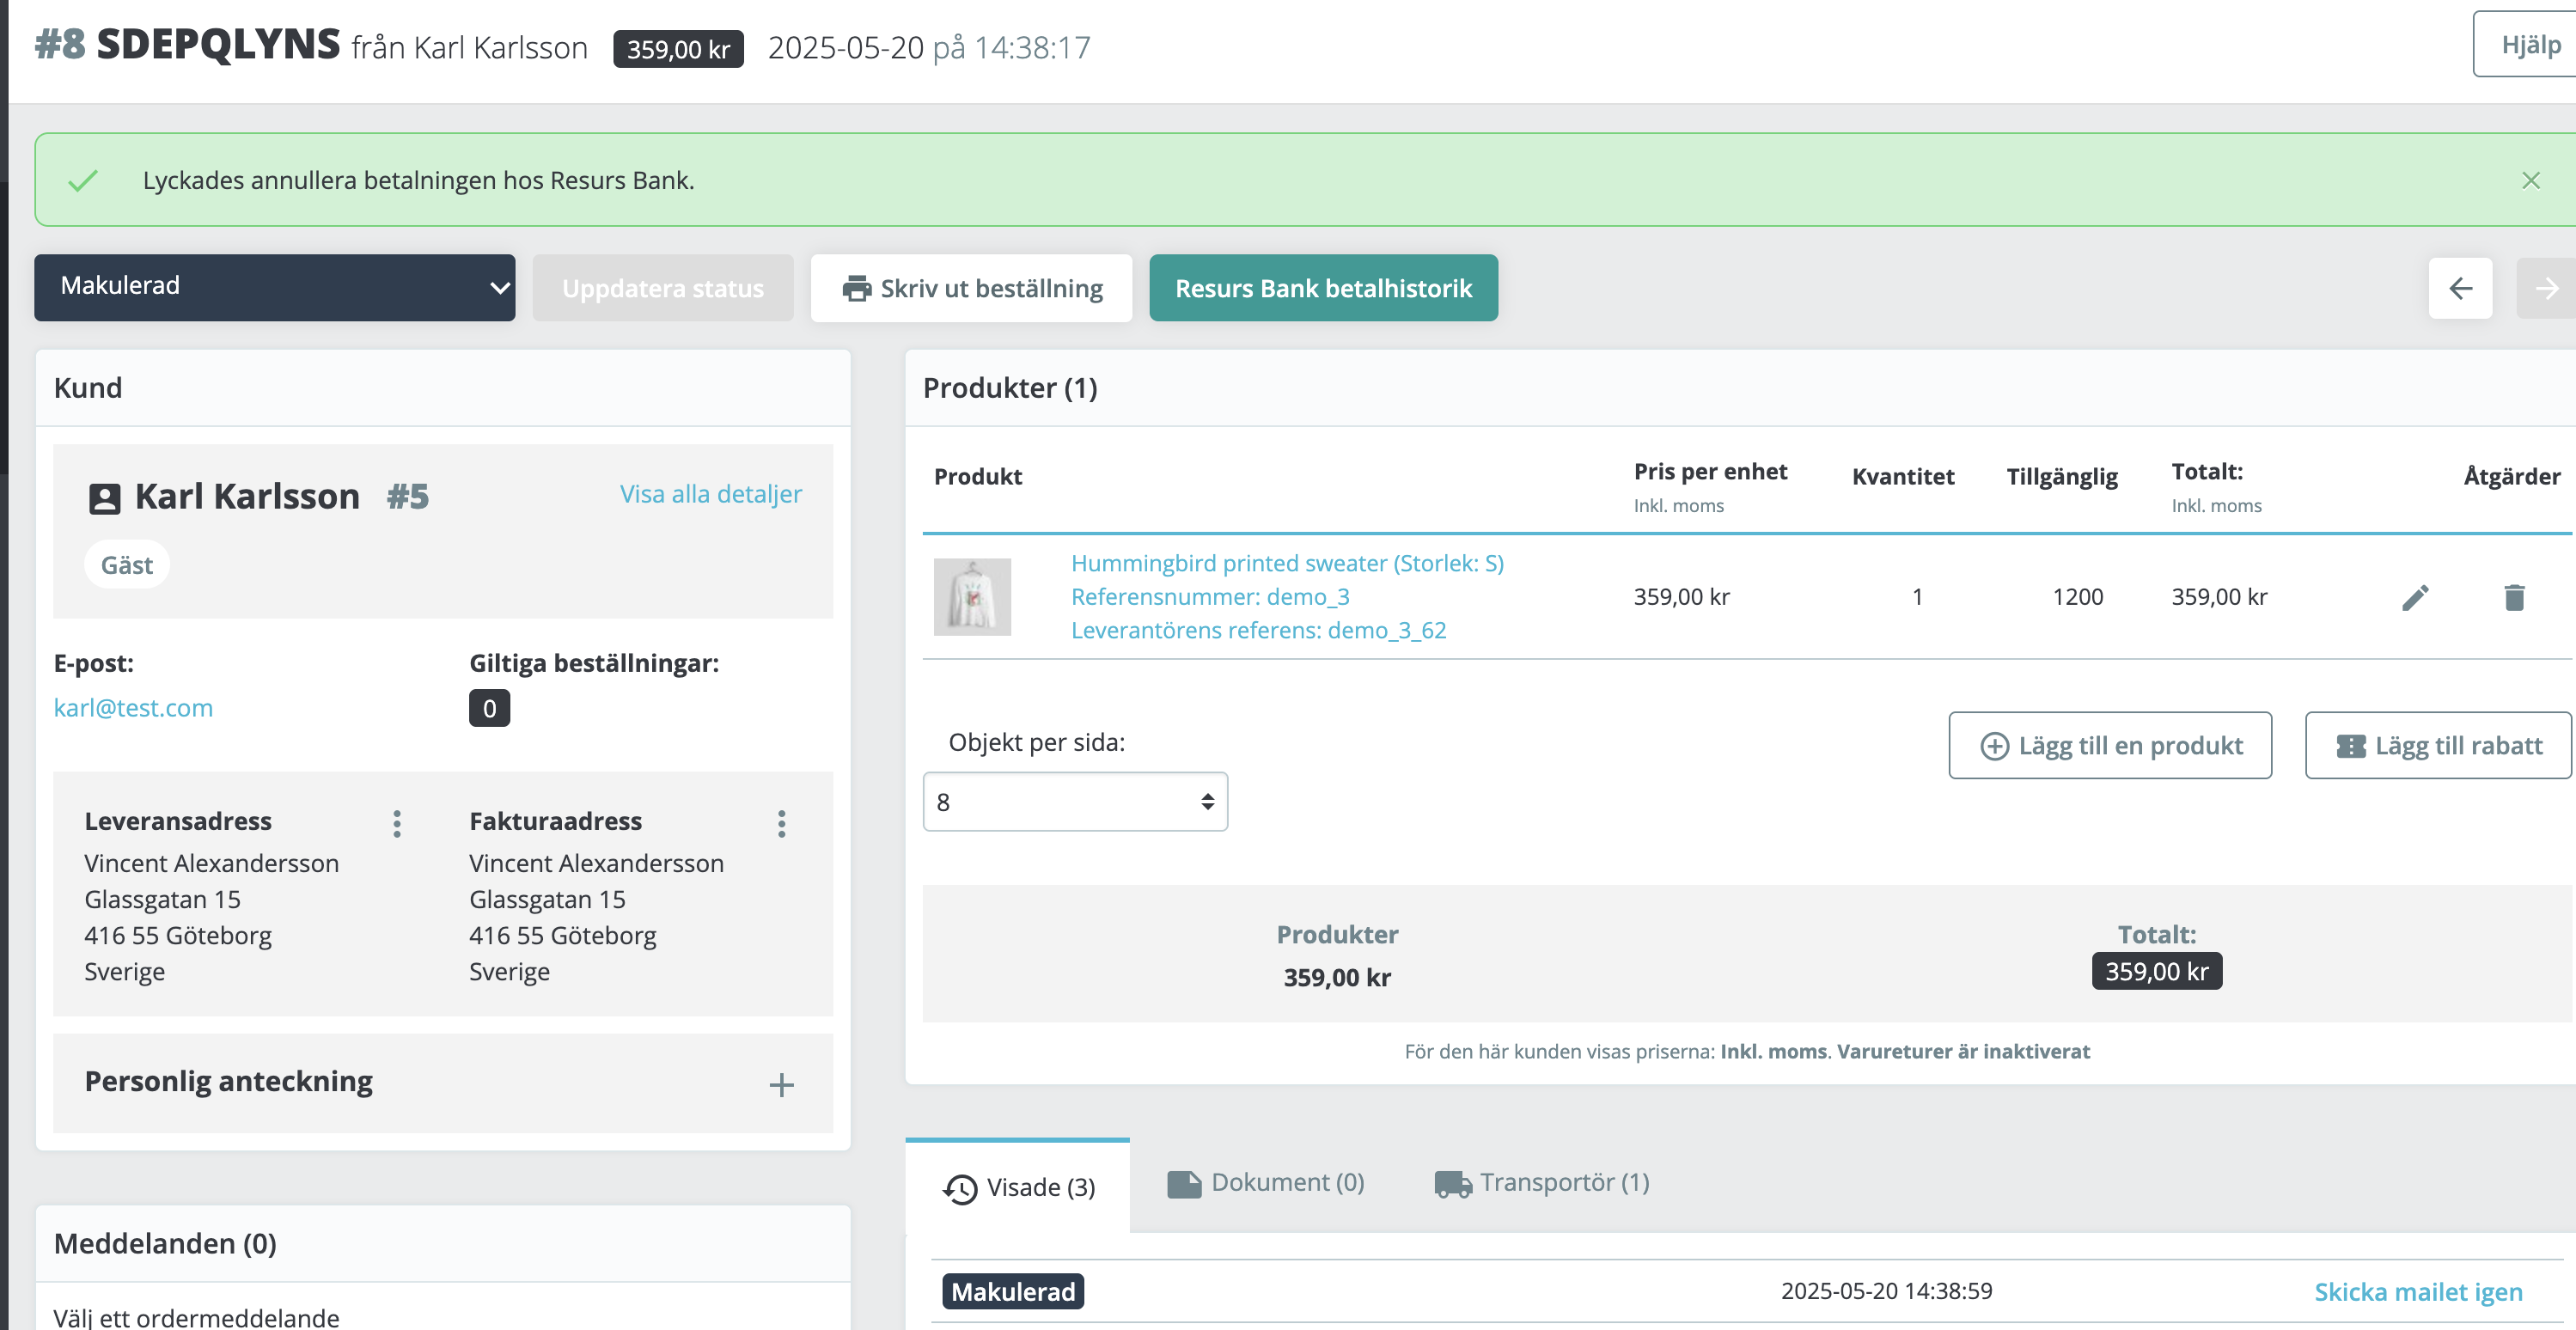 #8 SDEPQLYNS från Karl Karlsson 359,00 kr 2025-05-20 på 14:38:17
Hjälp
Lyckades annullera betalningen hos Resurs Bank.
Makulerad
Uppdatera status
Skriv ut beställning
Resurs Bank betalhistorik
Kund
Karl Karlsson #5
Visa alla detaljer
Gäst
E-post:
karl@test.com
Giltiga beställningar:
0
Leveransadress
Vincent Alexandersson
Glassgatan 15
416 55 Göteborg
Sverige
Fakturaadress
Vincent Alexandersson
Glassgatan 15
416 55 Göteborg
Sverige
Personlig anteckning
Meddelanden (0)
Välj ett ordermeddelande
Produkter (1)
Produkt
Pris per enhet
Inkl. moms
Kvantitet
Tillgänglig
Totalt:
Inkl. moms
Åtgärder
Hummingbird printed sweater (Storlek: S)
Referensnummer: demo_3
Leverantörens referens: demo_3_62
359,00 kr
1
1200
359,00 kr
Objekt per sida:
8
Lägg till en produkt
Lägg till rabatt
Produkter
359,00 kr
Totalt:
359,00 kr
För den här kunden visas priserna: Inkl. moms. Varureturer är inaktiverat
Visade (3)
Dokument (0)
Transportör (1)
Makulerad
2025-05-20 14:38:59
Skicka mailet igen